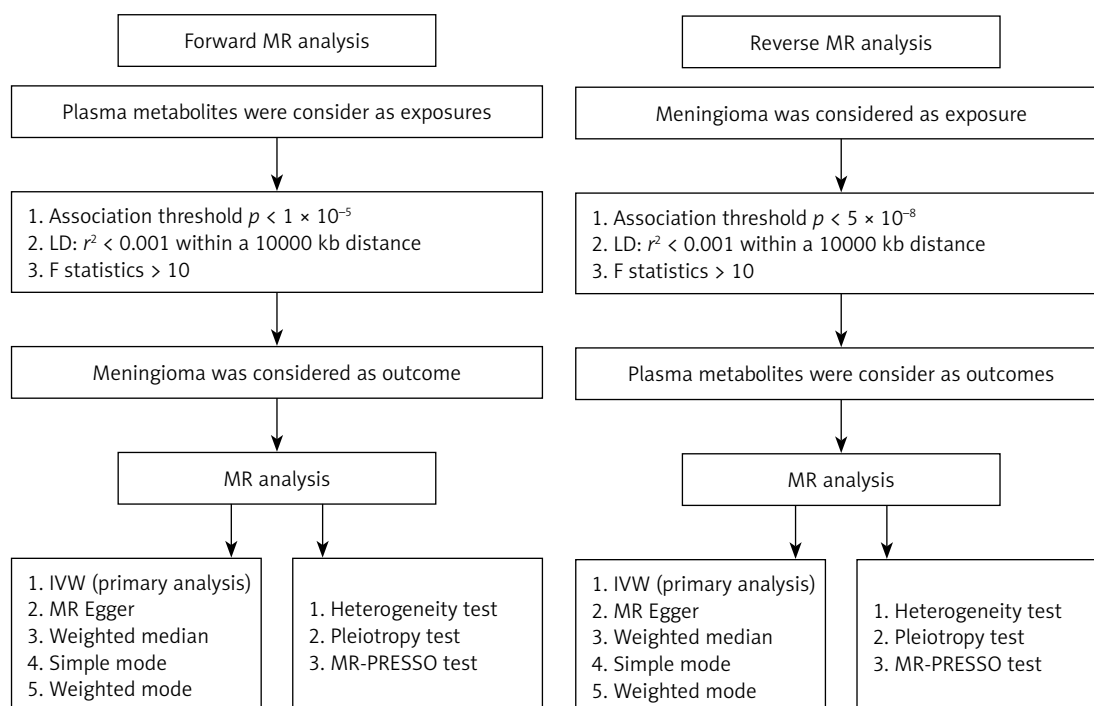 Forward MR analysis
Plasma metabolites were consider as exposures
1. Association threshold p < 1 × 10⁻⁵
2. LD: r² < 0.001 within a 10000 kb distance
3. F statistics > 10
Meningioma was considered as outcome
MR analysis
1. IVW (primary analysis)
2. MR Egger
3. Weighted median
4. Simple mode
5. Weighted mode
1. Heterogeneity test
2. Pleiotropy test
3. MR-PRESSO test
Reverse MR analysis
Meningioma was considered as exposure
1. Association threshold p < 5 × 10⁻⁸
2. LD: r² < 0.001 within a 10000 kb distance
3. F statistics > 10
Plasma metabolites were consider as outcomes
MR analysis
1. IVW (primary analysis)
2. MR Egger
3. Weighted median
4. Simple mode
5. Weighted mode
1. Heterogeneity test
2. Pleiotropy test
3. MR-PRESSO test